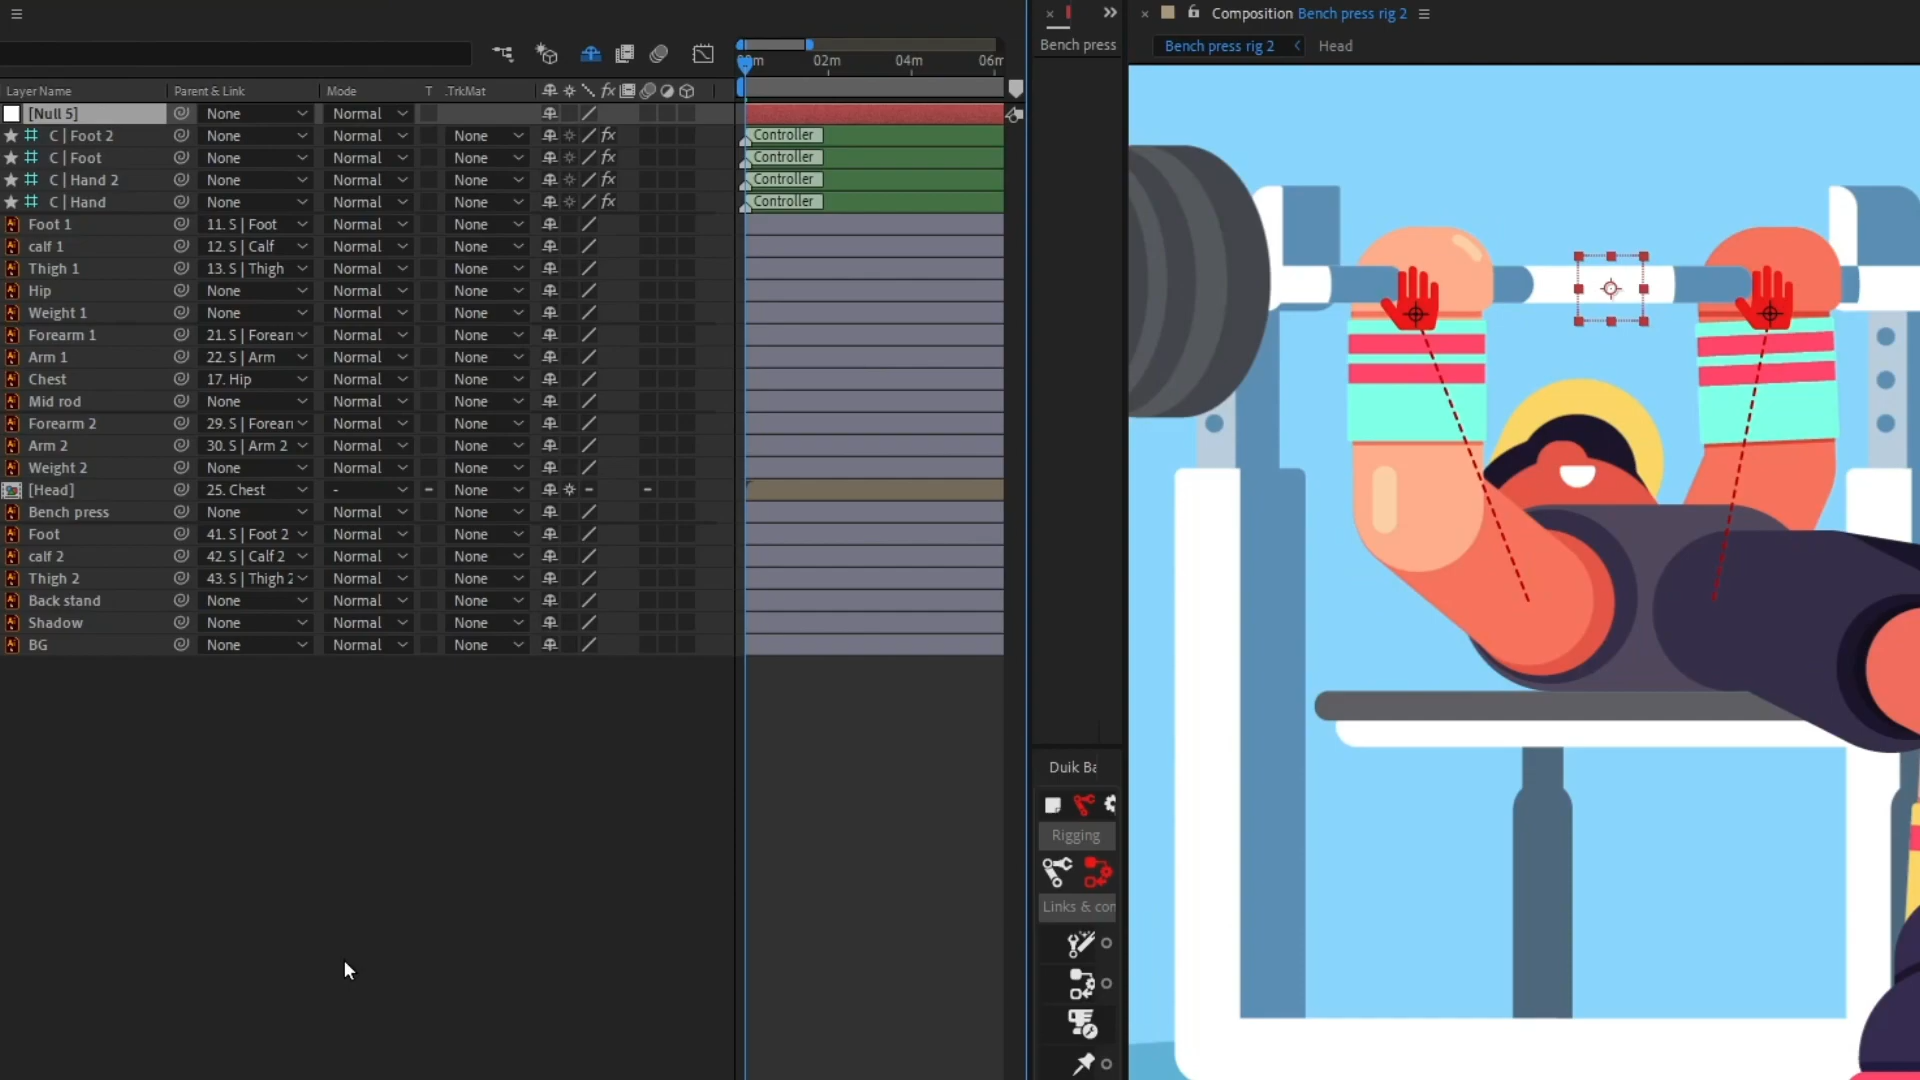 Composition Bench press rig 2
Bench press
Bench press rig 2
Head
02m
04m
Layer Name
Parent & Link
Mode
T
.TrkMat
fx
[Null 5] None Normal
C | Foot 2 None Normal None fx Controller
C | Foot None Normal None fx Controller
C | Hand 2 None Normal None fx Controller
C | Hand None Normal None fx Controller
Foot 1 11. S | Foot Normal None
calf 1 12. S | Calf Normal None
Thigh 1 13. S | Thigh Normal None
Hip None Normal None
Weight 1 None Normal None
Forearm 1 21. S | Forearm Normal None
Arm 1 22. S | Arm Normal None
Chest 17. Hip Normal None
Mid rod None Normal None
Forearm 2 29. S | Forearm Normal None
Arm 2 30. S | Arm 2 Normal None
Weight 2 None Normal None
[Head] 25. Chest - None
Bench press None Normal None
Foot 41. S | Foot 2 Normal None
calf 2 42. S | Calf 2 Normal None
Thigh 2 43. S | Thigh 2 Normal None
Back stand None Normal None
Shadow None Normal None
BG None Normal None
Duik Ba
Rigging
Links & con